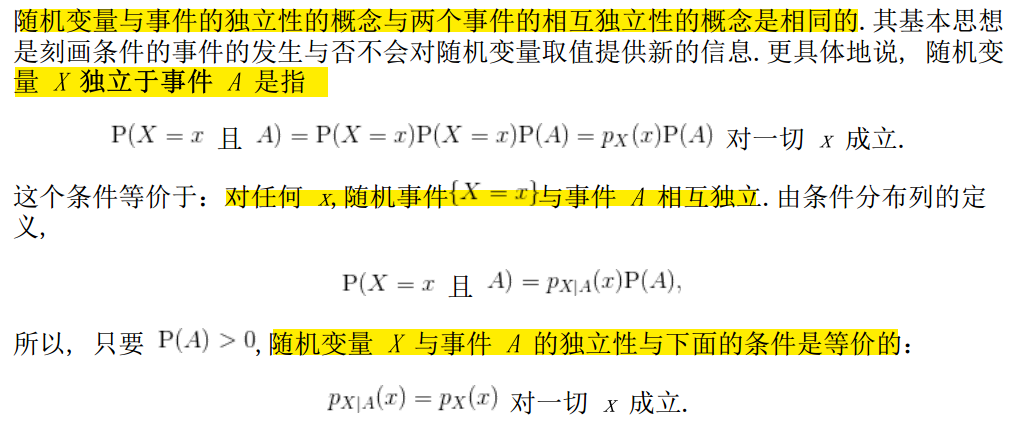 随机变量与事件的独立性的概念与两个事件的相互独立性的概念是相同的. 其基本思想
是刻画条件的事件的发生与否不会对随机变量取值提供新的信息. 更具体地说, 随机变
量 X 独立于事件 A 是指
P(X = x 且 A) = P(X = x)P(X = x)P(A) = p_X(x)P(A) 对一切 x 成立.
这个条件等价于: 对任何 x, 随机事件{X = x}与事件 A 相互独立. 由条件分布列的定
义,
P(X = x 且 A) = p_{X|A}(x)P(A),
所以, 只要 P(A) > 0, 随机变量 X 与事件 A 的独立性与下面的条件是等价的:
p_{X|A}(x) = p_X(x) 对一切 x 成立.